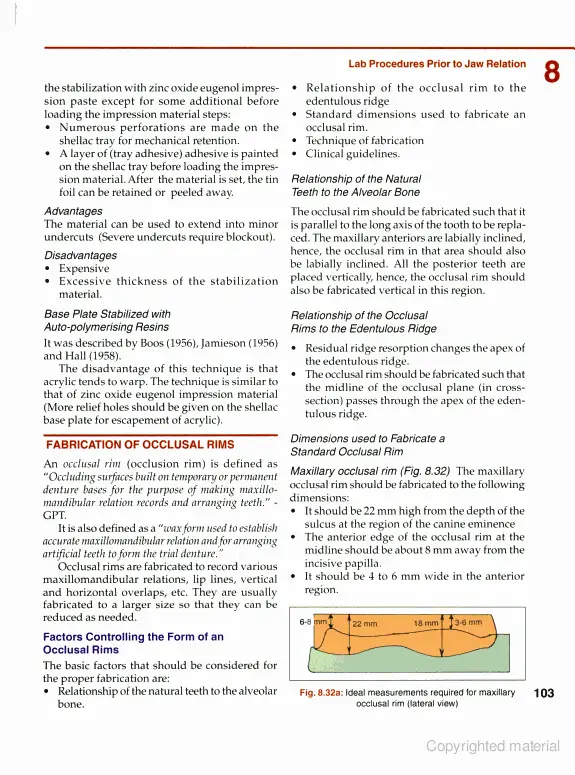 Lab Procedures Prior to Jaw Relation
8
the stabilization with zinc oxide eugenol impres-
sion paste except for some additional before
loading the impression material steps:
• Numerous perforations are made on the
shellac tray for mechanical retention.
• A layer of (tray adhesive) adhesive is painted
on the shellac tray before loading the impres-
sion material. After the material is set, the tin
foil can be retained or peeled away.
Advantages
The material can be used to extend into minor
undercuts (Severe undercuts require blockout).
Disadvantages
• Expensive
• Excessive thickness of the stabilization
material.
Base Plate Stabilized with
Auto-polymerising Resins
It was described by Boos (1956), Jamieson (1956)
and Hall (1958).
The disadvantage of this technique is that
acrylic tends to warp. The technique is similar to
that of zinc oxide eugenol impression material
(More relief holes should be given on the shellac
base plate for escapement of acrylic).
FABRICATION OF OCCLUSAL RIMS
An occlusal rim (occlusion rim) is defined as
"Occluding surfaces built on temporary or permanent
denture bases for the purpose of making maxillo-
mandibular relation records and arranging teeth." -
GPT.
It is also defined as a "wax form used to establish
accurate maxillomandibular relation and for arranging
artificial teeth to form the trial denture."
Occlusal rims are fabricated to record various
maxillomandibular relations, lip lines, vertical
and horizontal overlaps, etc. They are usually
fabricated to a larger size so that they can be
reduced as needed.
Factors Controlling the Form of an
Occlusal Rims
The basic factors that should be considered for
the proper fabrication are:
• Relationship of the natural teeth to the alveolar
bone.
• Relationship of the occlusal rim to the
edentulous ridge
• Standard dimensions used to fabricate an
occlusal rim.
• Technique of fabrication
• Clinical guidelines.
Relationship of the Natural
Teeth to the Alveolar Bone
The occlusal rim should be fabricated such that it
is parallel to the long axis of the tooth to be repla-
ced. The maxillary anteriors are labially inclined,
hence, the occlusal rim in that area should also
be labially inclined. All the posterior teeth are
placed vertically, hence, the occlusal rim should
also be fabricated vertical in this region.
Relationship of the Occlusal
Rims to the Edentulous Ridge
• Residual ridge resorption changes the apex of
the edentulous ridge.
• The occlusal rim should be fabricated such that
the midline of the occlusal plane (in cross-
section) passes through the apex of the eden-
tulous ridge.
Dimensions used to Fabricate a
Standard Occlusal Rim
Maxillary occlusal rim (Fig. 8.32) The maxillary
occlusal rim should be fabricated to the following
dimensions:
• It should be 22 mm high from the depth of the
sulcus at the region of the canine eminence
• The anterior edge of the occlusal rim at the
midline should be about 8 mm away from the
incisive papilla.
• It should be 4 to 6 mm wide in the anterior
region.
6-8 mm 22 mm 18 mm 3-6 mm
Fig. 8.32a: Ideal measurements required for maxillary
occlusal rim (lateral view)
103
Copyrighted material